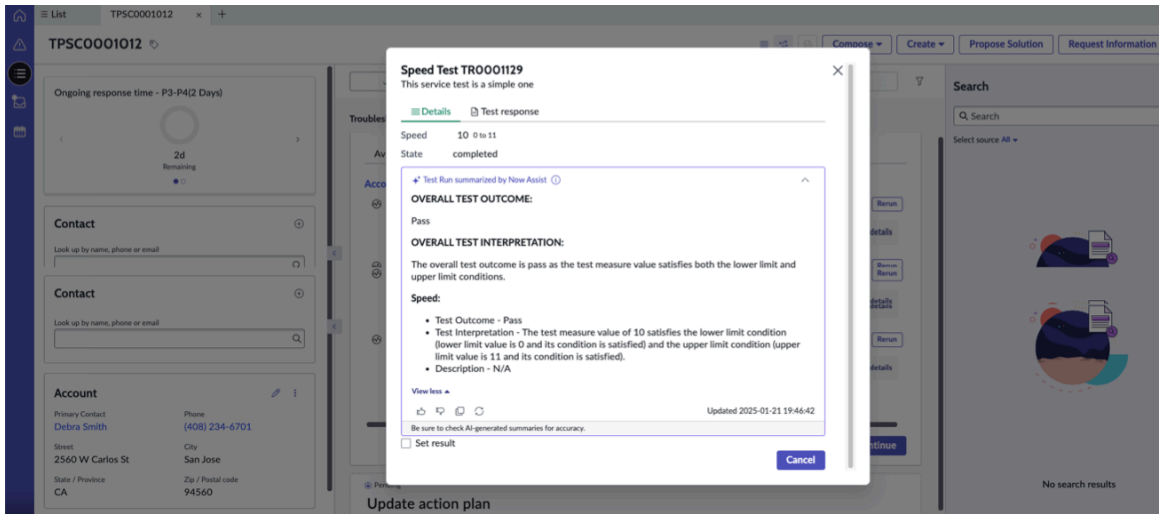 List
TPSC0001012
TPSC0001012
Compose
Create
Propose Solution
Request Information
Ongoing response time - P3-P4(2 Days)
2d
Remaining
Contact
Look up by name, phone or email
Contact
Look up by name, phone or email
Account
Primary Contact
Phone
Debra Smith
(408) 234-6701
Street
City
2560 W Carlos St
San Jose
State / Province
Zip / Postal code
CA
94560
Troubles
Av
Acco
Speed Test TR0001129
This service test is a simple one
Details
Test response
Speed 10 0 to 11
State completed
Test Run summarized by Now Assist
OVERALL TEST OUTCOME:
Pass
OVERALL TEST INTERPRETATION:
The overall test outcome is pass as the test measure value satisfies both the lower limit and
upper limit conditions.
Speed:
• Test Outcome - Pass
• Test Interpretation - The test measure value of 10 satisfies the lower limit condition
(lower limit value is 0 and its condition is satisfied) and the upper limit condition (upper
limit value is 11 and its condition is satisfied).
• Description - N/A
View less
Updated 2025-01-21 19:46:42
Be sure to check AI-generated summaries for accuracy.
Set result
Cancel
Rerun
details
Rerun
Rerun
details
Rerun
details
ntinue
Pen
Update action plan
Search
Search
Select source All
No search results